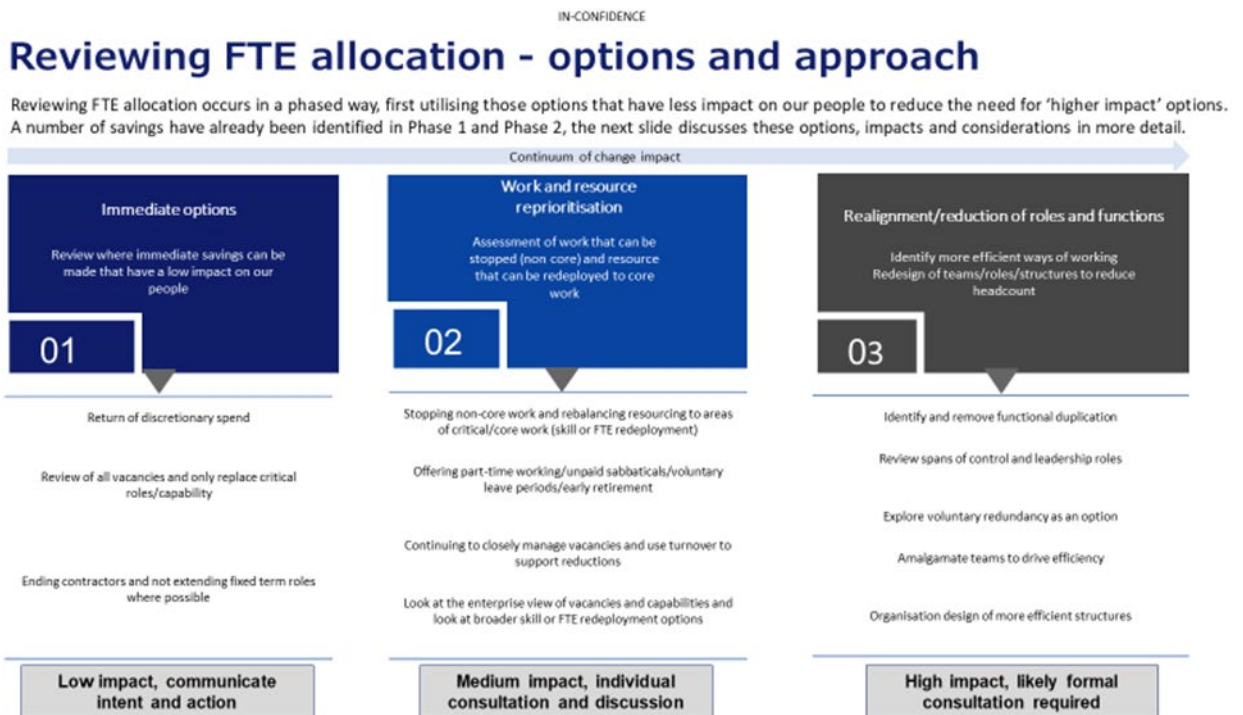 IN-CONFIDENCE
Reviewing FTE allocation - options and approach
Reviewing FTE allocation occurs in a phased way, first utilising those options that have less impact on our people to reduce the need for ‘higher impact’ options.
A number of savings have already been identified in Phase 1 and Phase 2, the next slide discusses these options, impacts and considerations in more detail.
Continuum of change impact
Immediate options
Review where immediate savings can be
made that have a low impact on our
people
01
Return of discretionary spend
Review of all vacancies and only replace critical
roles/capability
Ending contractors and not extending fixed term roles
where possible
Low impact, communicate
intent and action
Work and resource
reprioritisation
Assessment of work that can be
stopped (non core) and resource
that can be redeployed to core
work
02
Stopping non-core work and rebalancing resourcing to areas
of critical/core work (skill or FTE redeployment)
Offering part-time working/unpaid sabbaticals/voluntary
leave periods/early retirement
Continuing to closely manage vacancies and use turnover to
support reductions
Look at the enterprise view of vacancies and capabilities and
look at broader skill or FTE redeployment options
Medium impact, individual
consultation and discussion
Realignment/reduction of roles and functions
Identify more efficient ways of working
Redesign of teams/roles/structures to reduce
headcount
03
Identify and remove functional duplication
Review spans of control and leadership roles
Explore voluntary redundancy as an option
Amalgamate teams to drive efficiency
Organisation design of more efficient structures
High impact, likely formal
consultation required